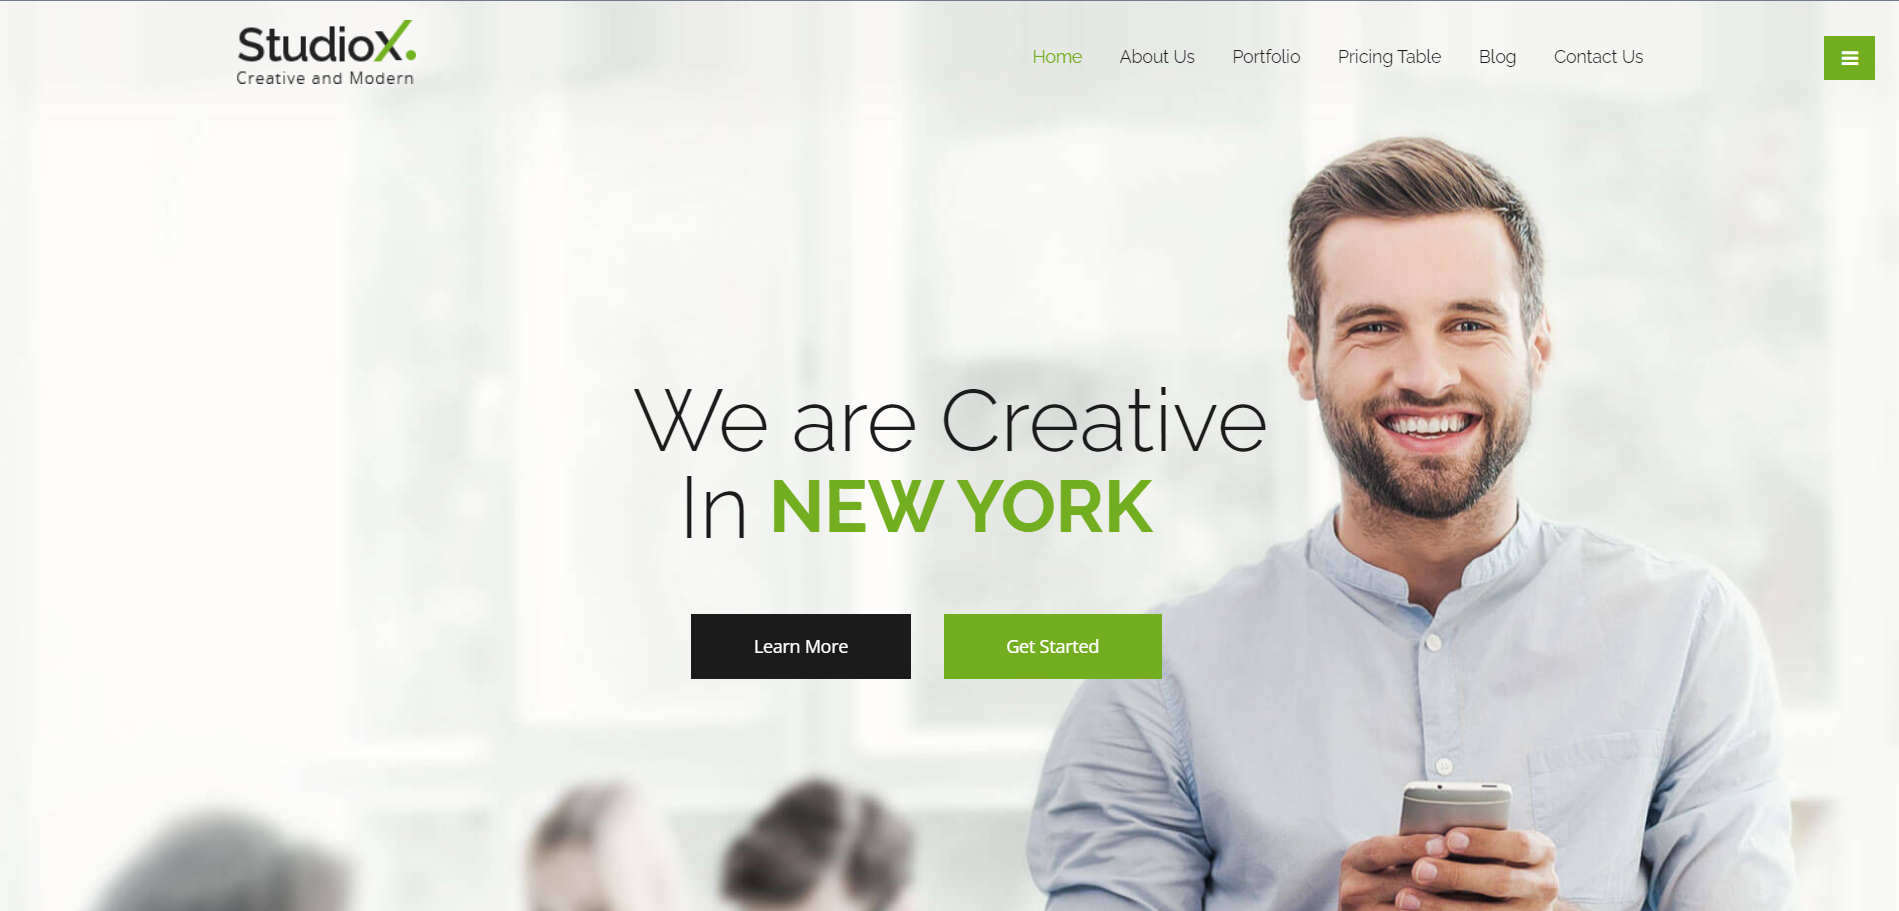 StudioX.
Creative and Modern
Home About Us Portfolio Pricing Table Blog Contact Us
We are Creative
In NEW YORK
Learn More Get Started